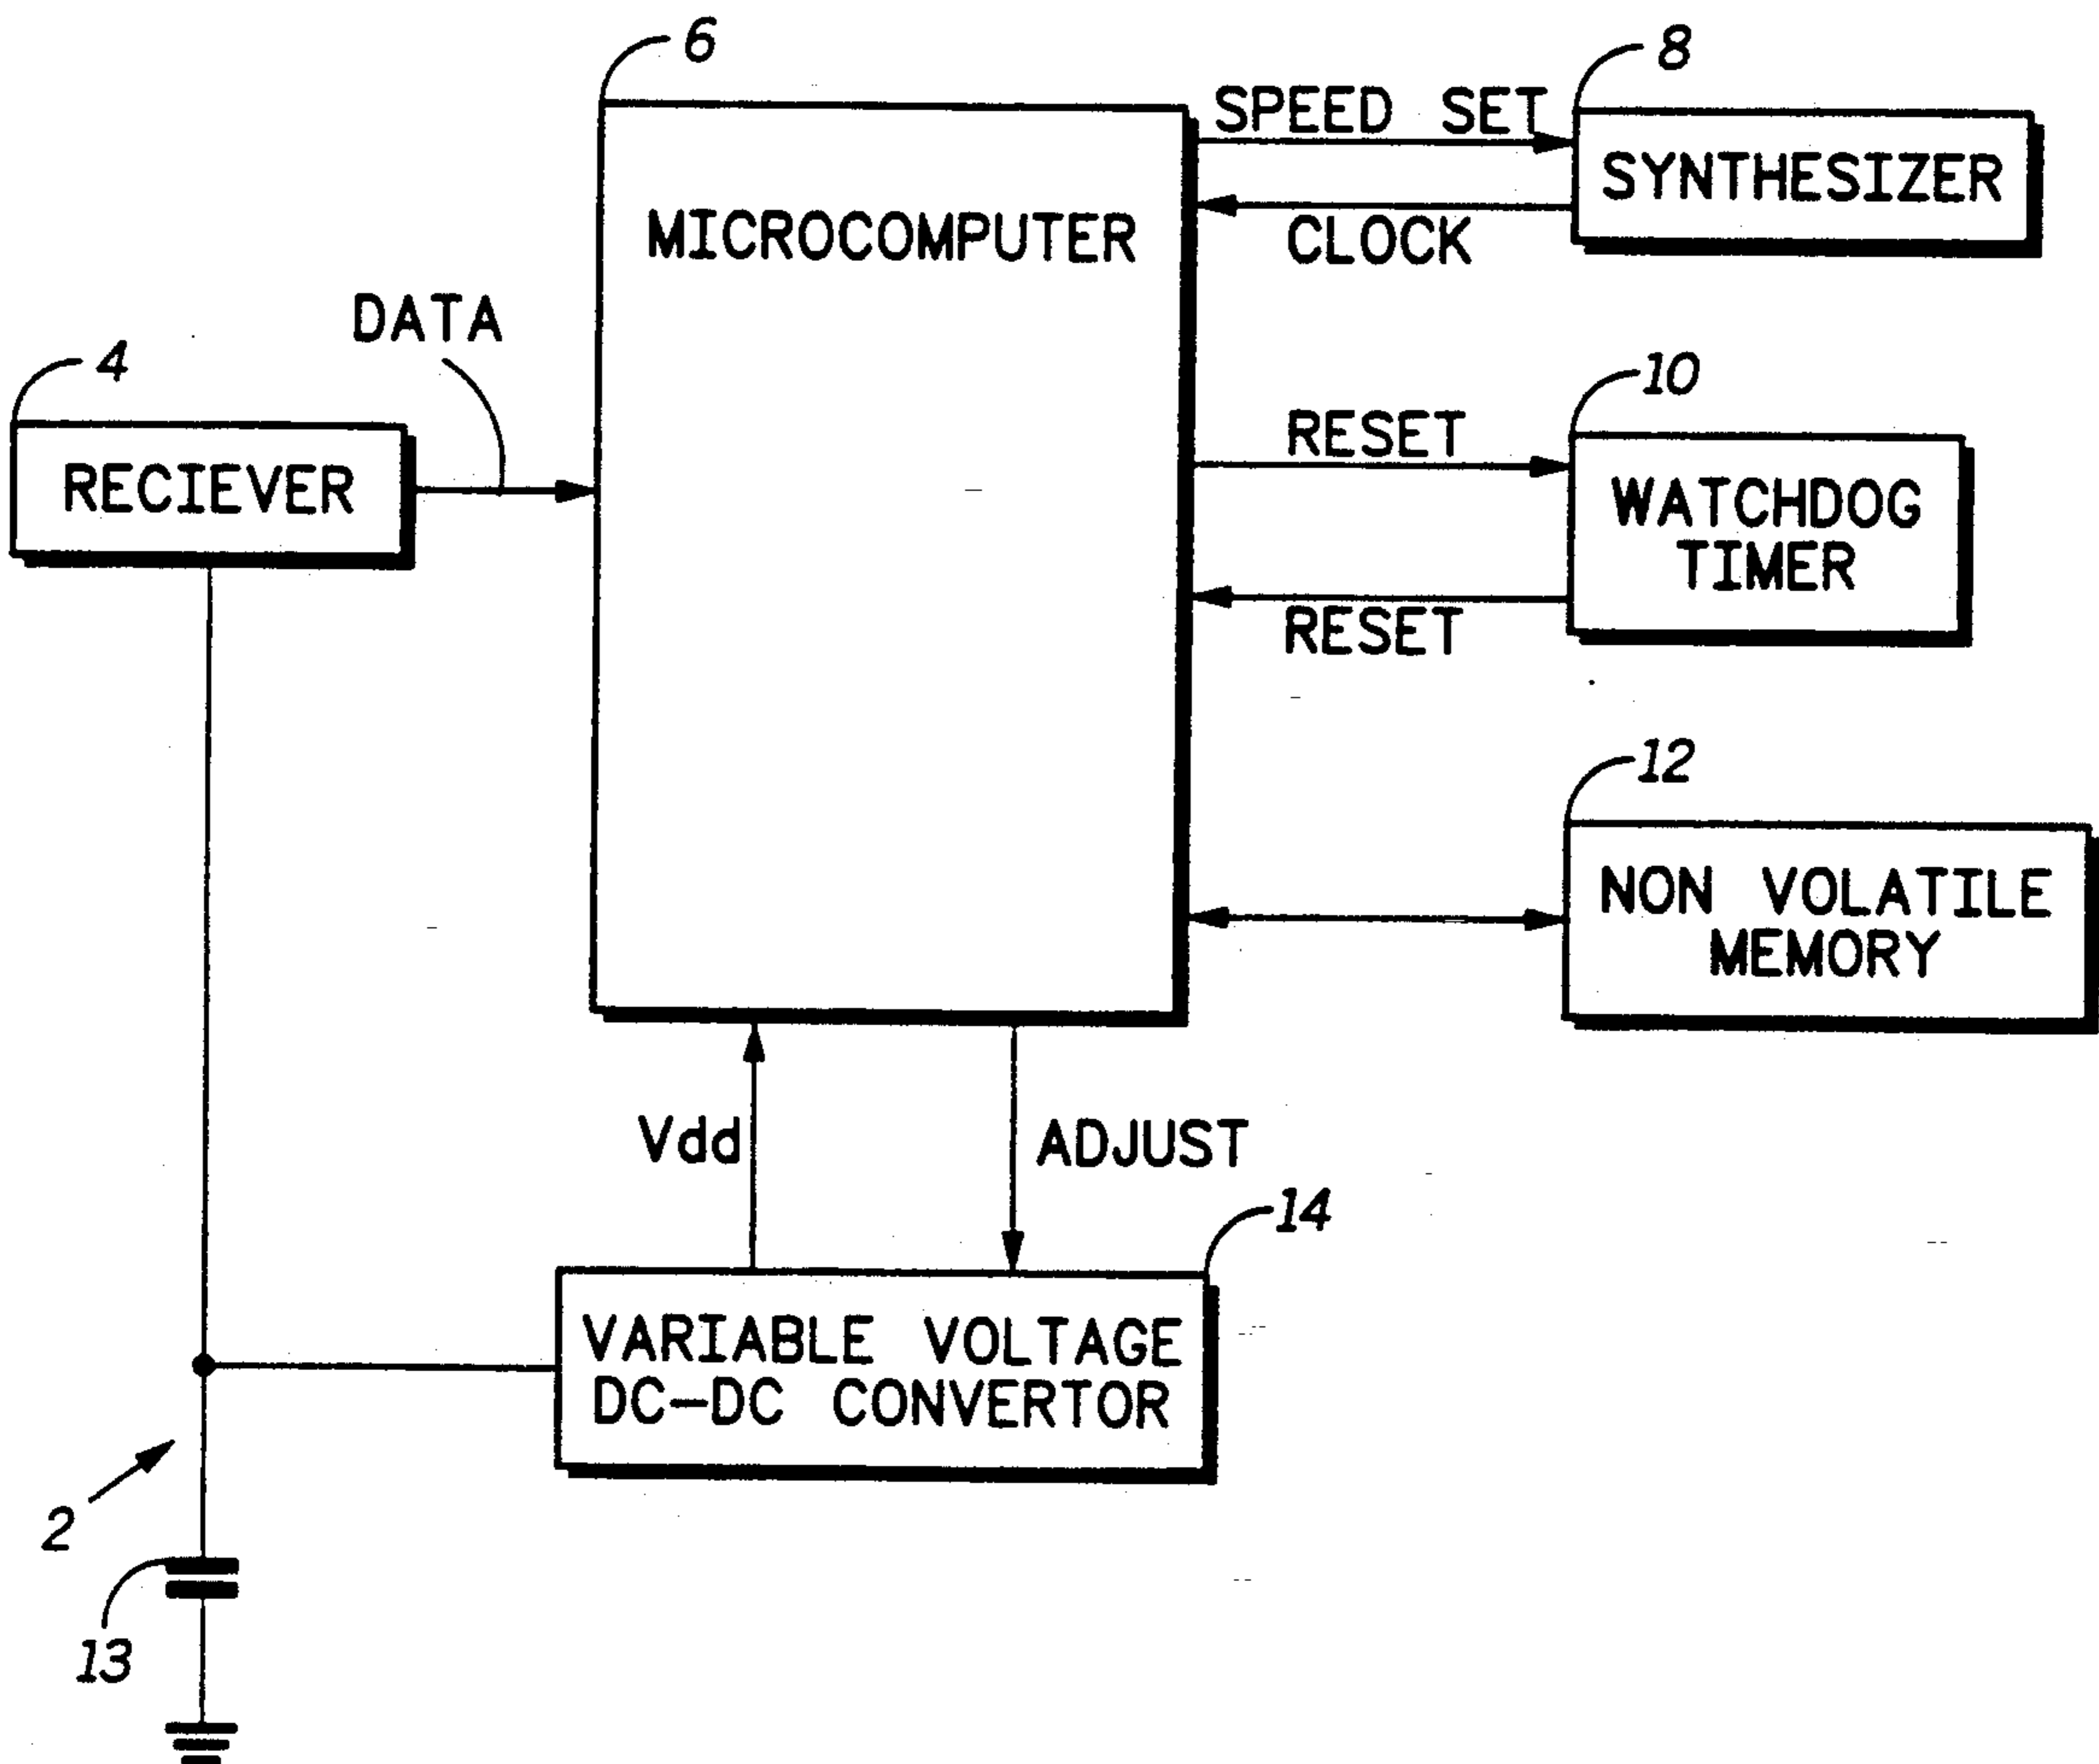 6
8
SPEED SET
SYNTHESIZER
MICROCOMPUTER
CLOCK
DATA
4
10
RECIEVER
RESET
WATCHDOG
TIMER
RESET
12
NON VOLATILE
MEMORY
Vdd
ADJUST
14
VARIABLE VOLTAGE
DC-DC CONVERTOR
2
13